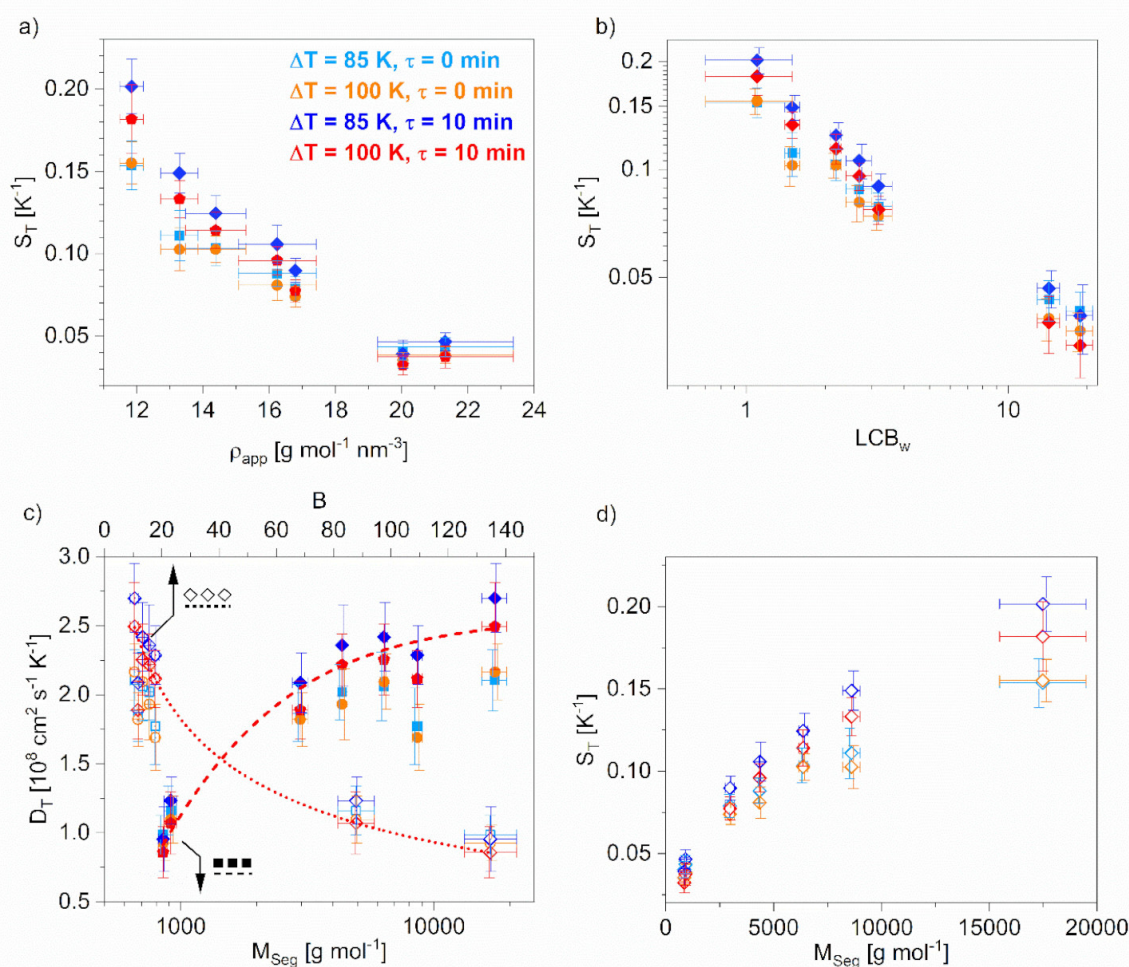 a)
ΔT = 85 K, τ = 0 min
ΔT = 100 K, τ = 0 min
ΔT = 85 K, τ = 10 min
ΔT = 100 K, τ = 10 min
0.20
0.15
0.10
0.05
S_T [K⁻¹]
12 14 16 18 20 22 24
ρ_app [g mol⁻¹ nm⁻³]
b)
0.2
0.15
0.1
0.05
S_T [K⁻¹]
1 10
LCB_w
c)
B
0 20 40 60 80 100 120 140
3.0
2.5
2.0
1.5
1.0
0.5
D_T [10⁸ cm² s⁻¹ K⁻¹]
1000 10000
M_Seg [g mol⁻¹]
d)
0.20
0.15
0.10
0.05
S_T [K⁻¹]
0 5000 10000 15000 20000
M_Seg [g mol⁻¹]